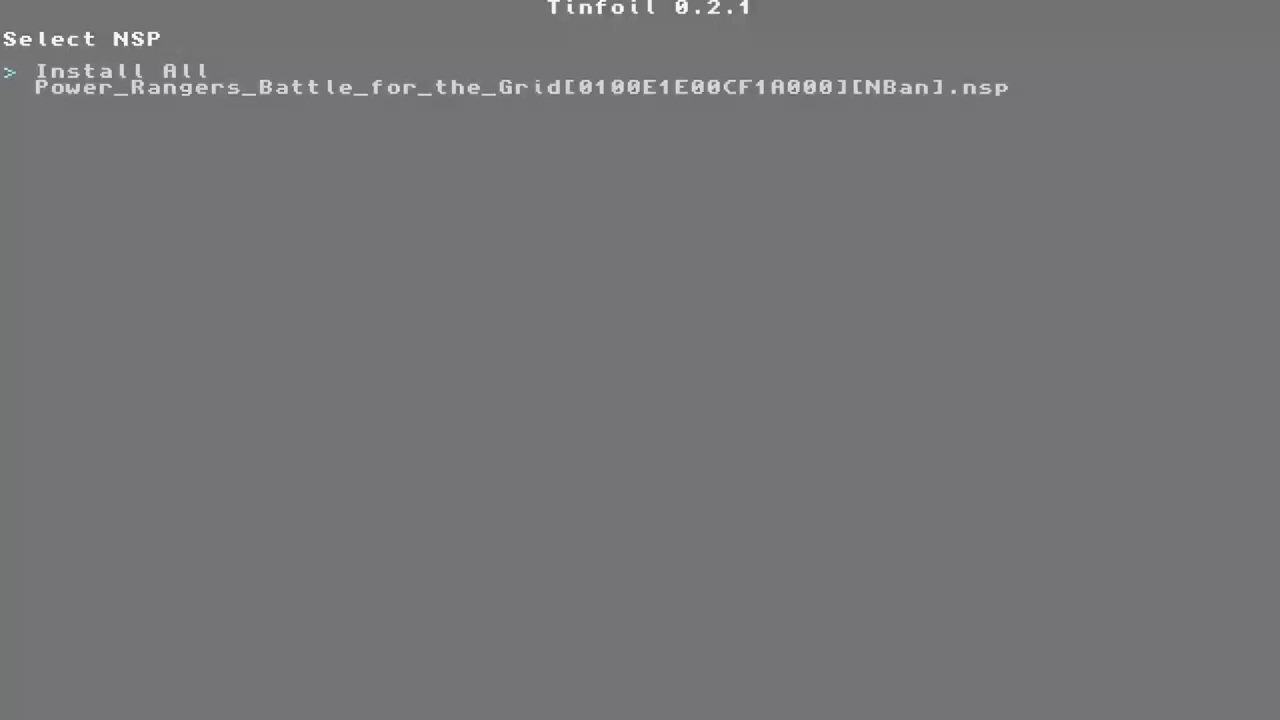 Tinfoil 0.2.1
Select NSP
> Install All
Power_Rangers_Battle_for_the_Grid[0100E1E00CF1A000][NBan].nsp